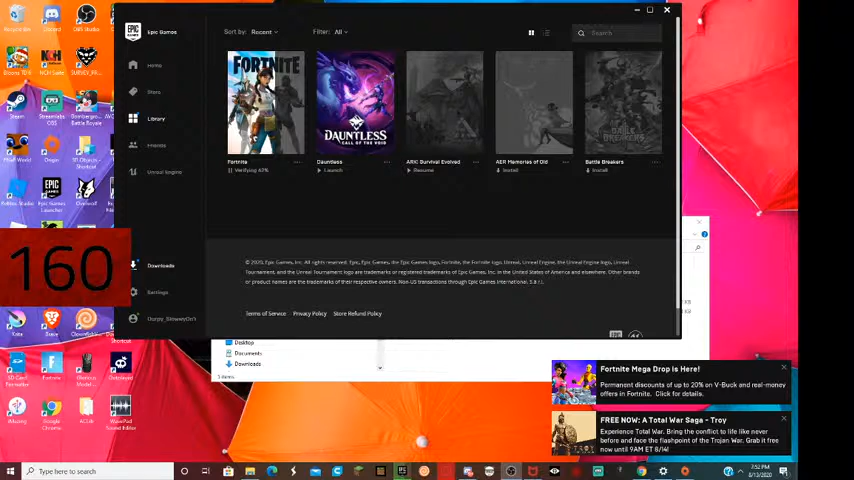 Epic Games
Sort by: Recent
Filter: All
Search
Home
Store
Library
Friends
Unreal Engine
Downloads
Settings
FORTNITE
DAUNTLESS
CALL OF THE VOID
Fortnite
Verifying 63%
Dauntless
Launch
ARK: Survival Evolved
Resume
AER Memories of Old
Install
BATTLE BREAKERS
Battle Breakers
Install
© 2020, Epic Games, Inc. All rights reserved. Epic, Epic Games, the Epic Games logo, Fortnite, the Fortnite logo, Unreal, Unreal Engine, the Unreal Engine logo, Unreal
Tournament, and the Unreal Tournament logo are trademarks or registered trademarks of Epic Games, Inc. in the United States of America and elsewhere. Other brands
or product names are the trademarks of their respective owners. Non-US transactions through Epic Games International, S.à r.l.
Terms of Service
Privacy Policy
Store Refund Policy
160
Discord
Steam
Origin
Epic Games
Launcher
Brave
Fortnite
Google
Chrome
WavePad
Sound Editor
Desktop
Documents
Downloads
Fortnite Mega Drop Is Here!
Permanent discounts of up to 20% on V-Buck and real-money
offers in Fortnite. Click for details.
FREE NOW: A Total War Saga - Troy
Experience Total War. Bring the conflict to life like never
before and face the flashpoint of the Trojan War. Grab it free
now until 9AM ET 8/14!
Type here to search
7:52 PM
8/13/2020